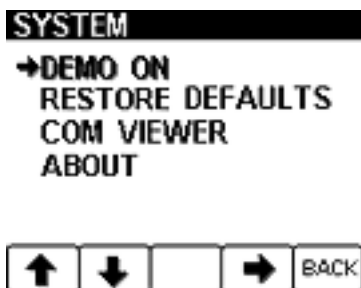 SYSTEM
➔DEMO ON
RESTORE DEFAULTS
COM VIEWER
ABOUT
BACK